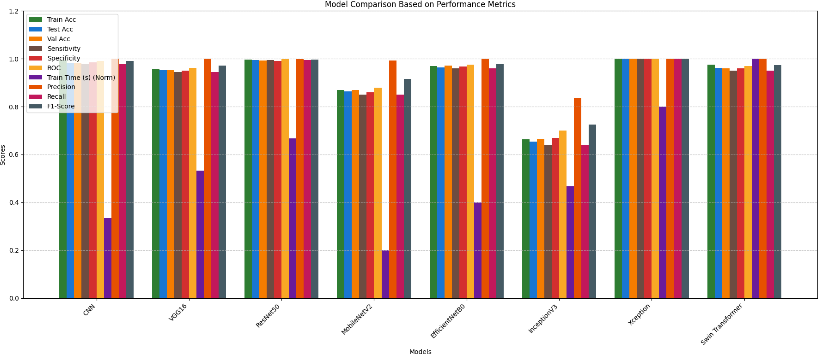 Model Comparison Based on Performance Metrics
1.2
1.0
0.8
0.6
0.4
0.2
0.0
Scores
Train Acc
Test Acc
Val Acc
Sensitivity
Specificity
ROC
Train Time (s) (Norm)
Precision
Recall
F1-Score
CNN
VGG16
ResNet50
MobileNetV2
EfficientNetB0
InceptionV3
Xception
Swin Transformer
Models